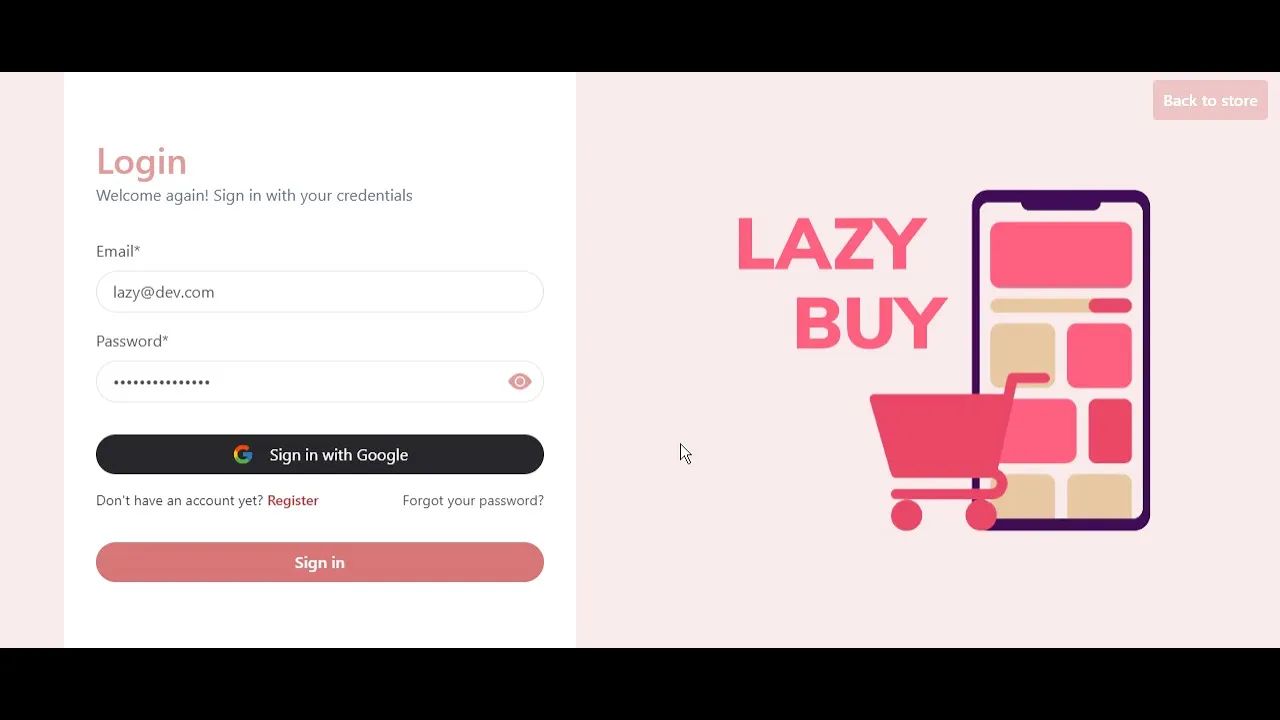 Back to store
Login
Welcome again! Sign in with your credentials
Email*
lazy@dev.com
Password*
•••••••••••••••
Sign in with Google
Don't have an account yet? Register
Forgot your password?
Sign in
LAZY
BUY